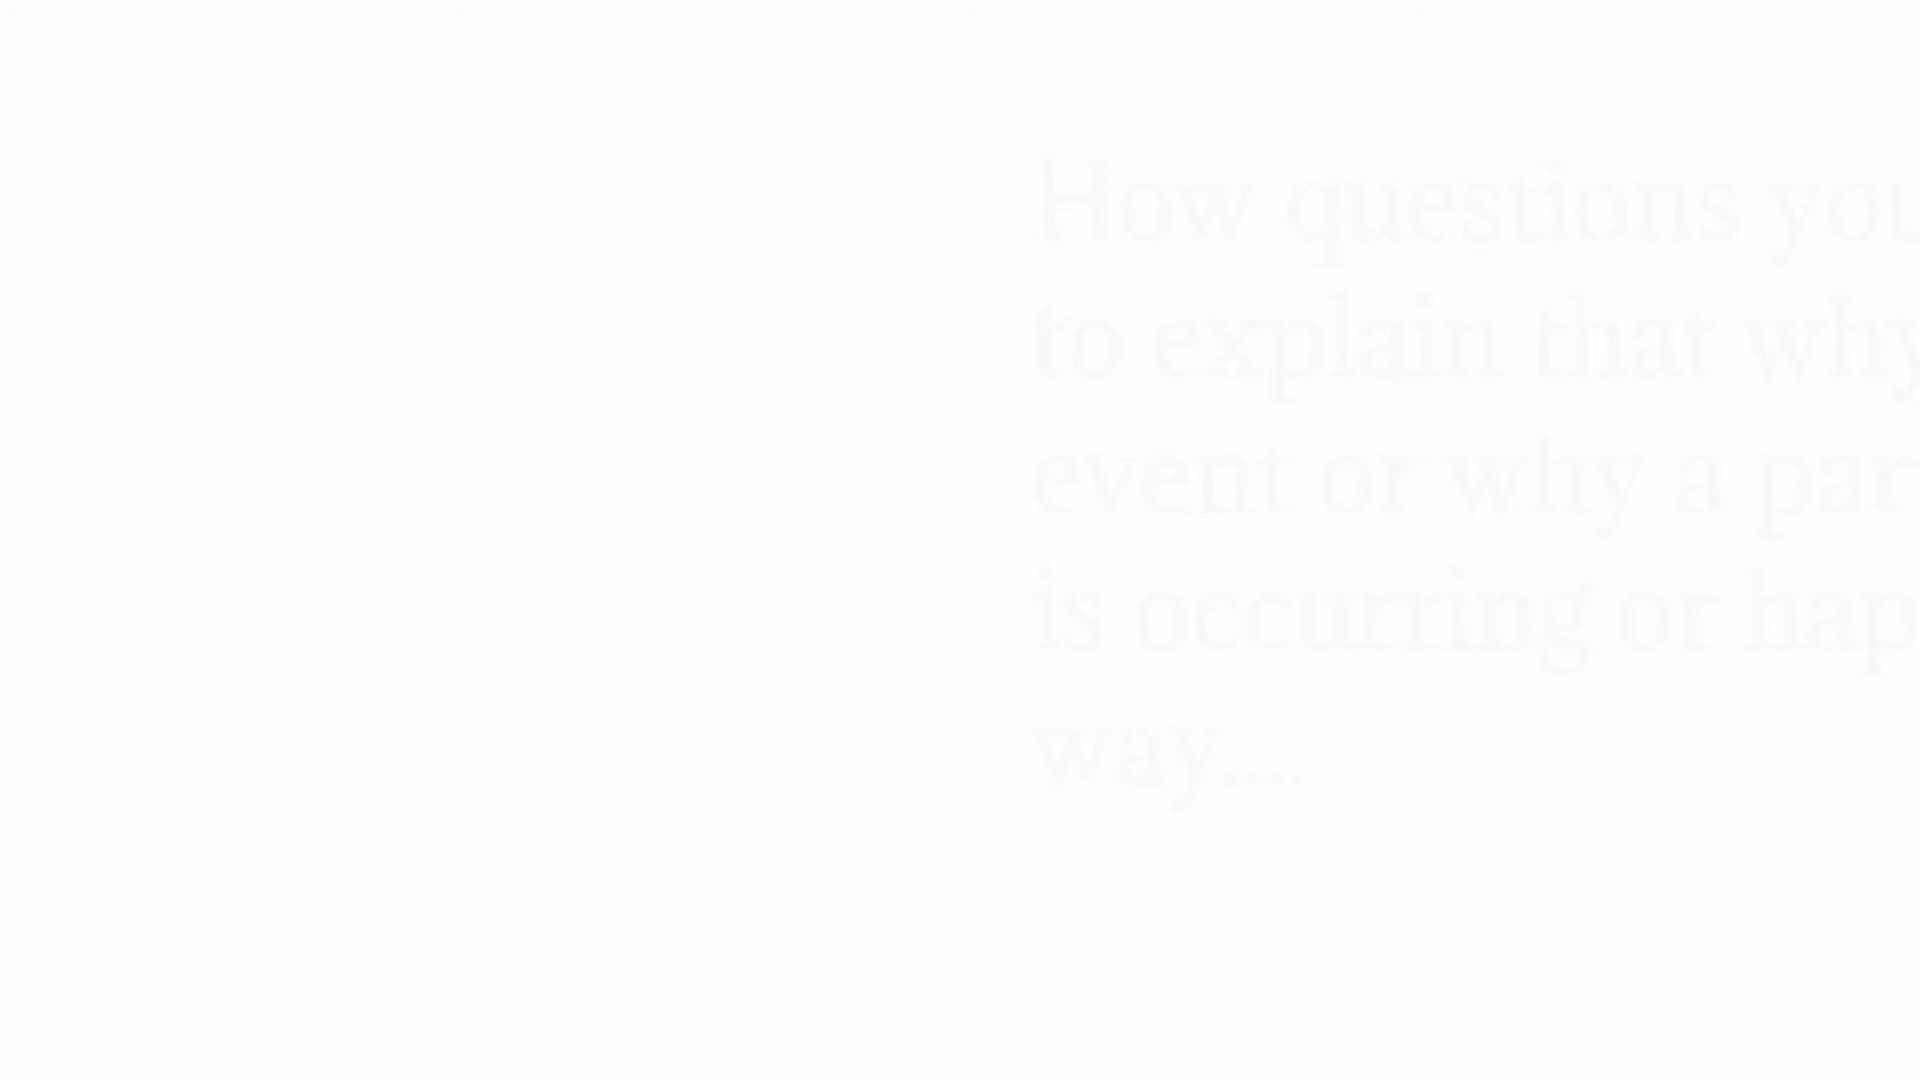 How questions you
to explain that why
event or why a par
is occurring or hap
way....